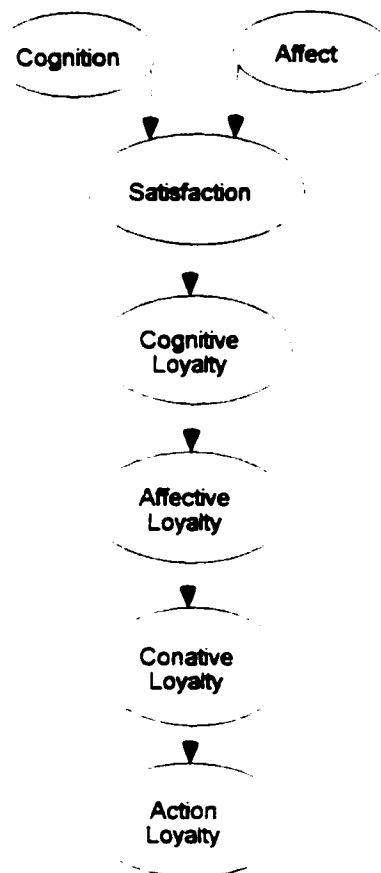 Cognition
Affect
Satisfaction
Cognitive
Loyalty
Affective
Loyalty
Conative
Loyalty
Action
Loyalty